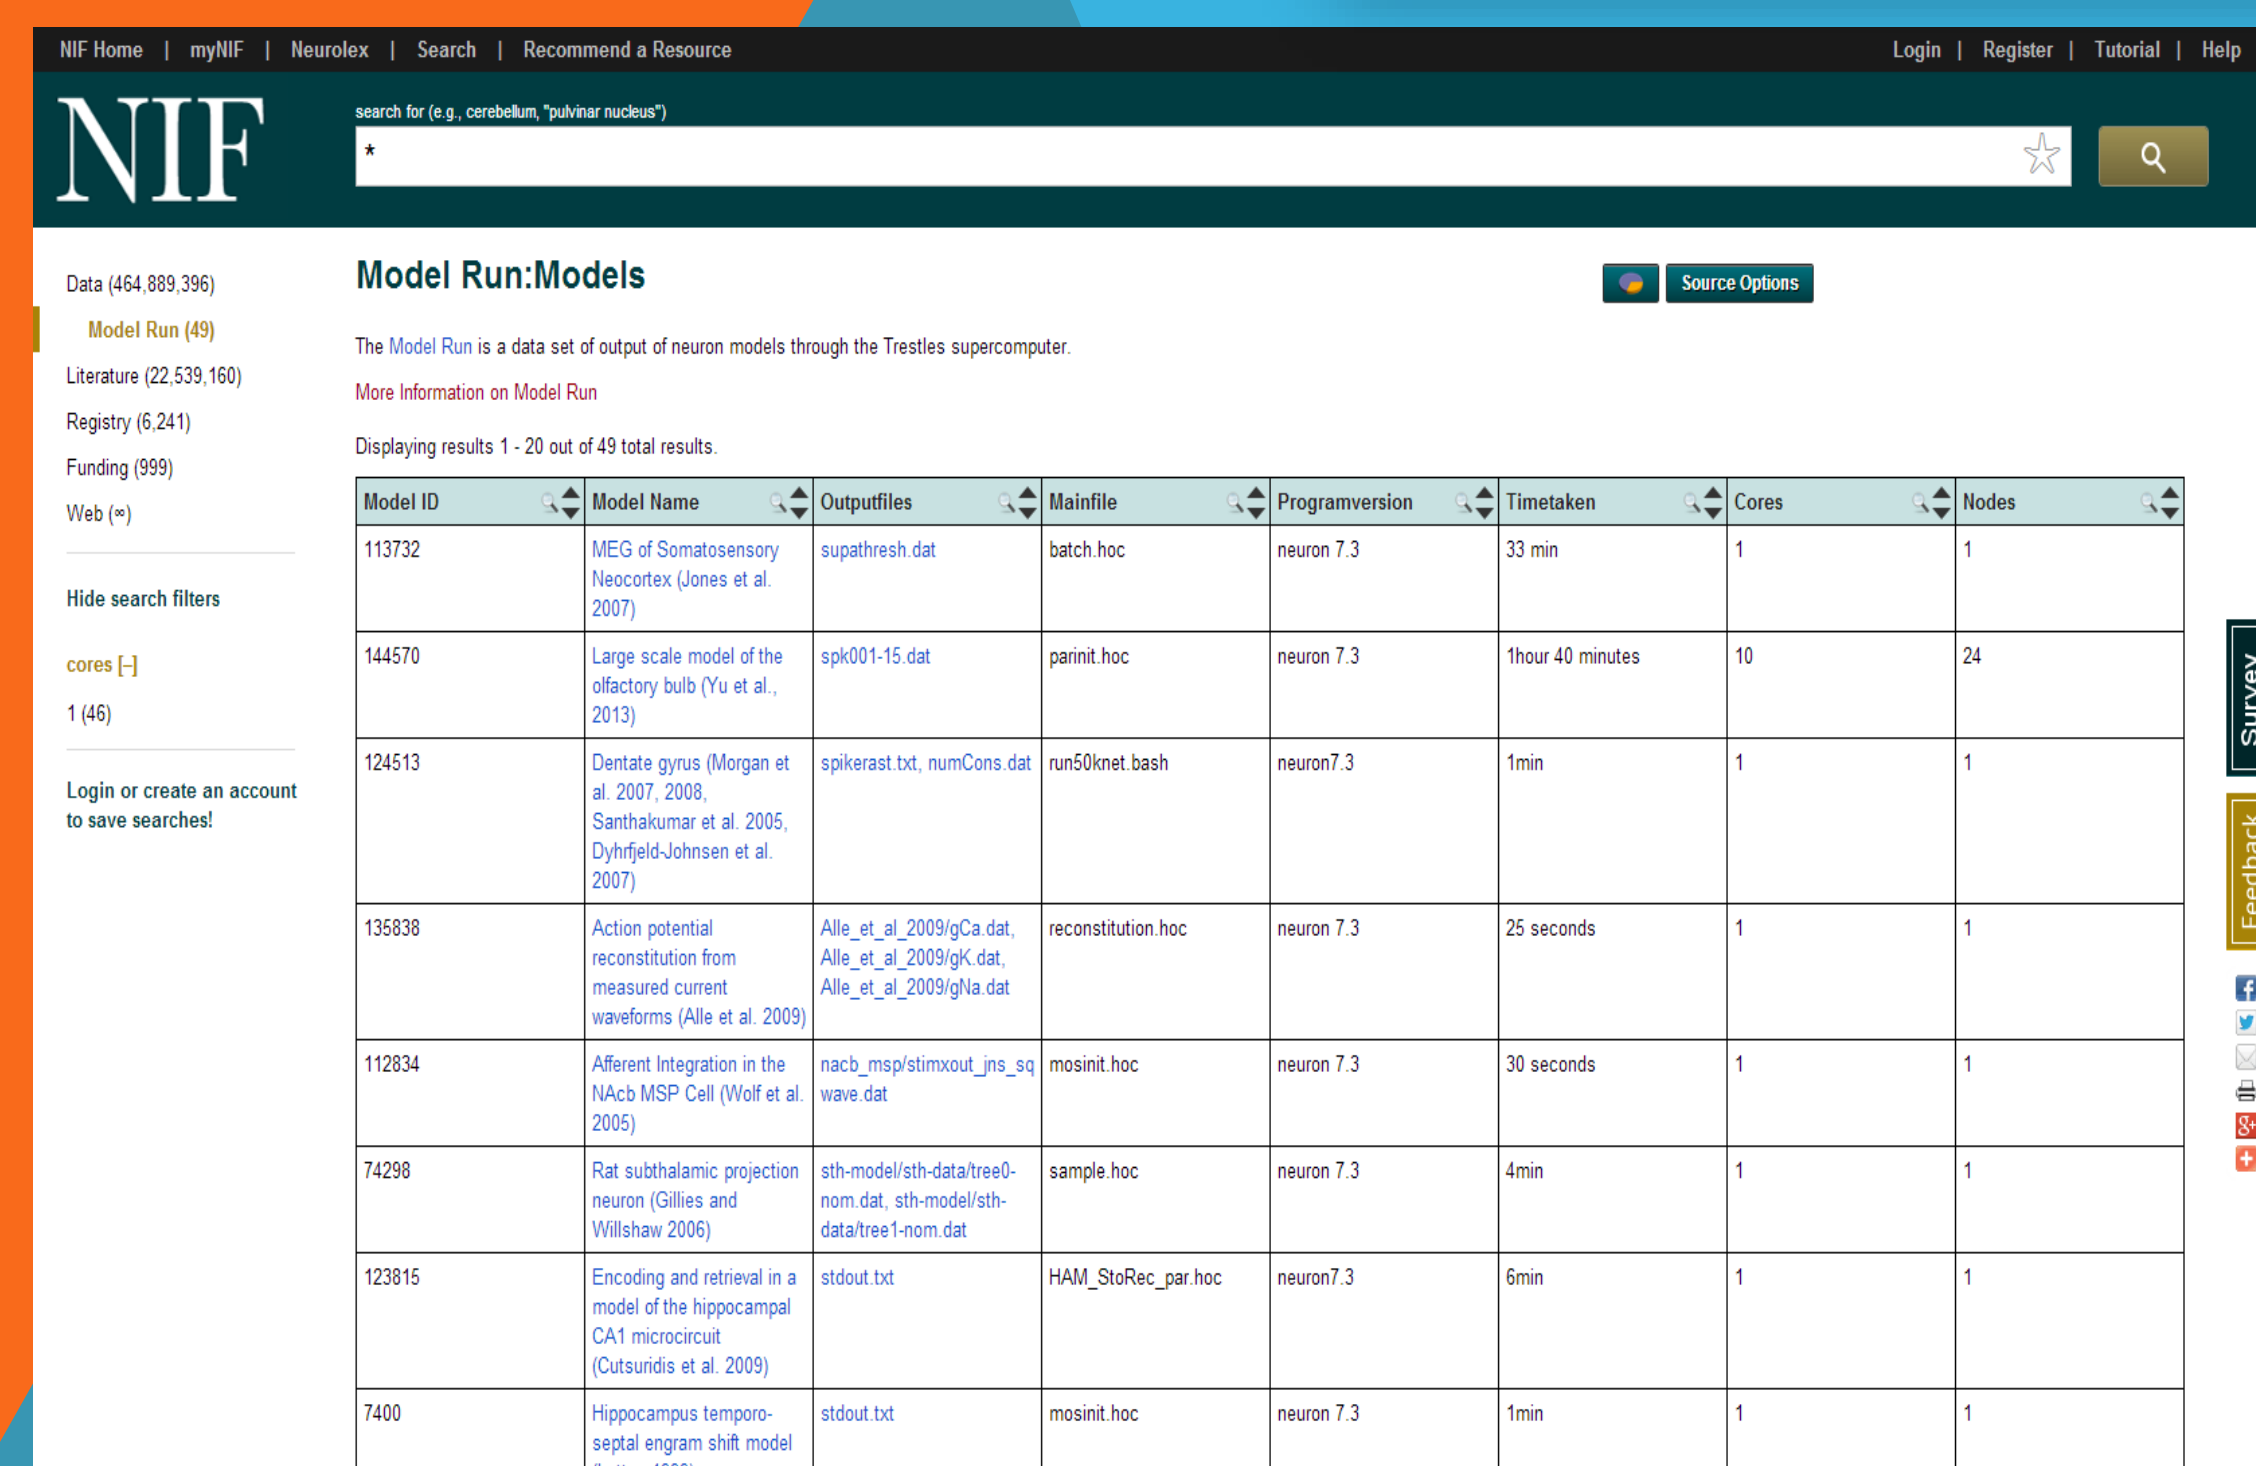 NIF Home | myNIF | Neurolex | Search | Recommend a Resource
Login | Register | Tutorial | Help
NIF
search for (e.g., cerebellum, "pulvinar nucleus")
*
Data (464,889,396)
Model Run (49)
Literature (22,539,160)
Registry (6,241)
Funding (999)
Web (∞)
Hide search filters
cores [–]
1 (46)
Login or create an account
to save searches!
Model Run:Models
Source Options
The Model Run is a data set of output of neuron models through the Trestles supercomputer.
More Information on Model Run
Displaying results 1 - 20 out of 49 total results.
Model ID Model Name Outputfiles Mainfile Programversion Timetaken Cores Nodes
113732 MEG of Somatosensory supathresh.dat batch.hoc neuron 7.3 33 min 1 1
Neocortex (Jones et al.
2007)
144570 Large scale model of the spk001-15.dat parinit.hoc neuron 7.3 1hour 40 minutes 10 24
olfactory bulb (Yu et al.,
2013)
124513 Dentate gyrus (Morgan et spikerast.txt, numCons.dat run50knet.bash neuron7.3 1min 1 1
al. 2007, 2008,
Santhakumar et al. 2005,
Dyhrfjeld-Johnsen et al.
2007)
135838 Action potential Alle_et_al_2009/gCa.dat, reconstitution.hoc neuron 7.3 25 seconds 1 1
reconstitution from Alle_et_al_2009/gK.dat,
measured current Alle_et_al_2009/gNa.dat
waveforms (Alle et al. 2009)
112834 Afferent Integration in the nacb_msp/stimxout_jns_sq mosinit.hoc neuron 7.3 30 seconds 1 1
NAcb MSP Cell (Wolf et al. wave.dat
2005)
74298 Rat subthalamic projection sth-model/sth-data/tree0- sample.hoc neuron 7.3 4min 1 1
neuron (Gillies and nom.dat, sth-model/sth-
Willshaw 2006) data/tree1-nom.dat
123815 Encoding and retrieval in a stdout.txt HAM_StoRec_par.hoc neuron7.3 6min 1 1
model of the hippocampal
CA1 microcircuit
(Cutsuridis et al. 2009)
7400 Hippocampus temporo- stdout.txt mosinit.hoc neuron 7.3 1min 1 1
septal engram shift model
Survey
Feedback